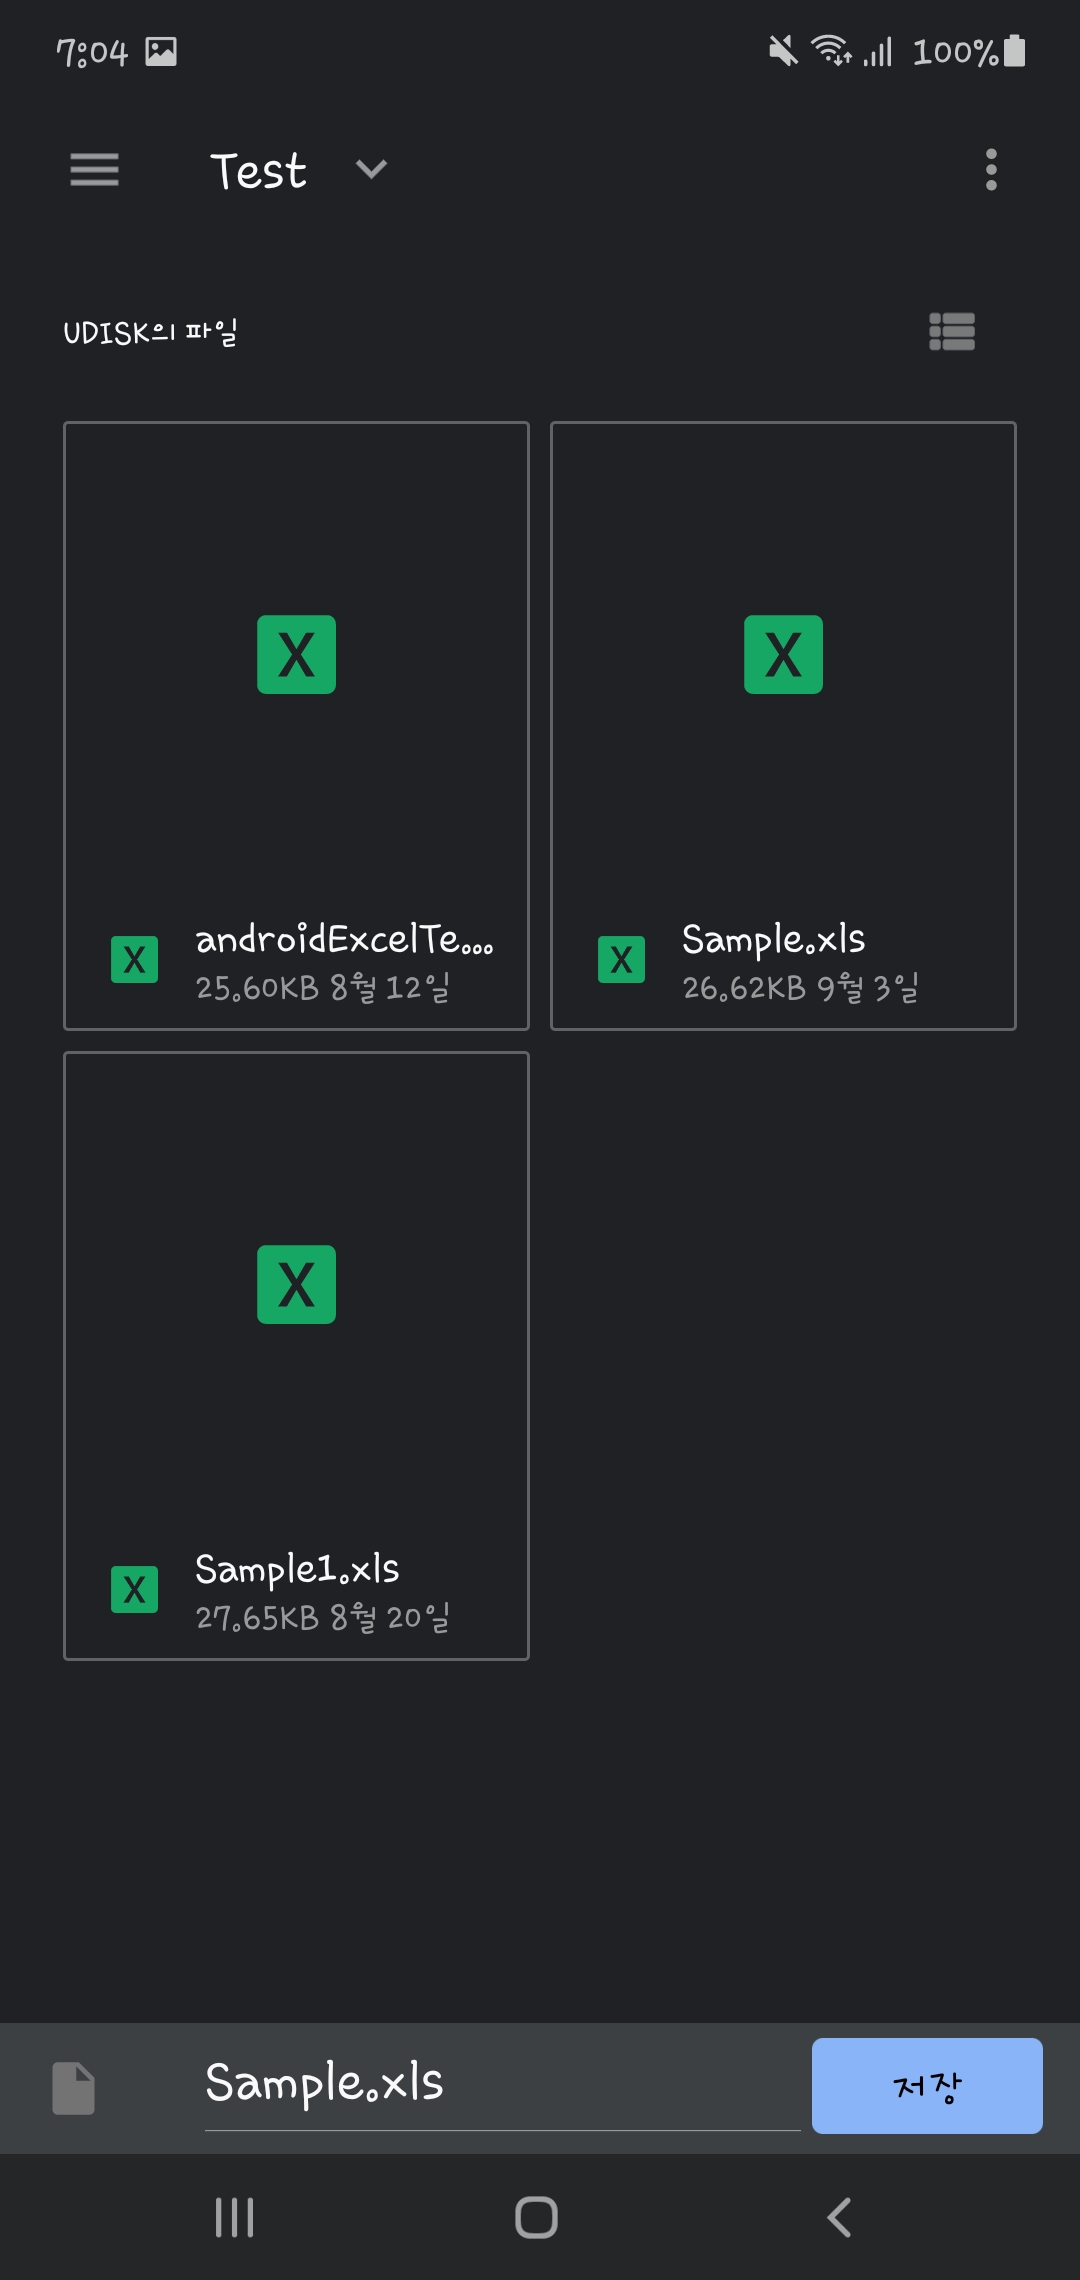 7:04 100%
Test
UDISK의 파일
X X
X androidExcelTe... X Sample.xls
25.60KB 8월 12일 26.62KB 9월 3일
X
X Sample1.xls
27.65KB 8월 20일
Sample.xls 저장